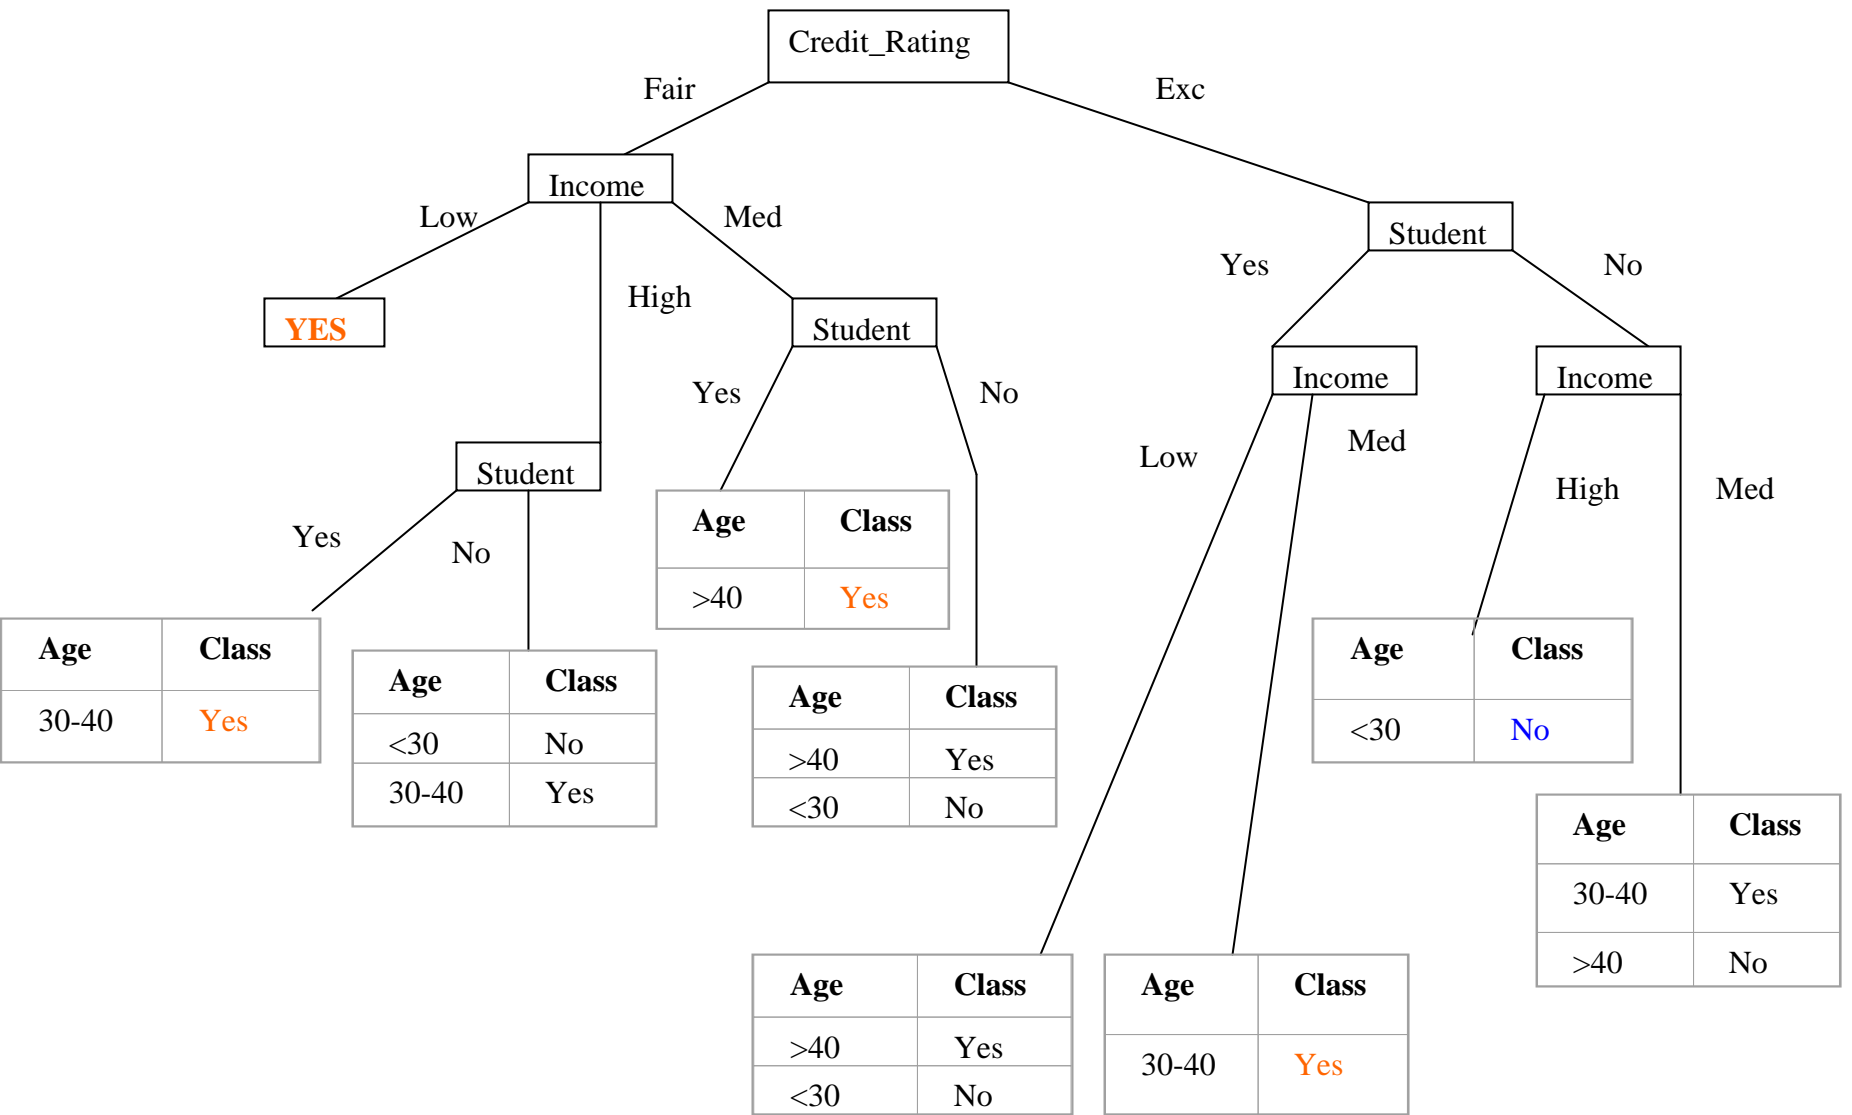 Credit_Rating
Fair
Exc
Income
Low
Med
Student
Yes
No
YES
High
Student
Income
Income
Yes
No
Low
Med
High
Med
Student
Yes
No
Age Class
>40 Yes
Age Class
30-40 Yes
Age Class
<30 No
30-40 Yes
Age Class
>40 Yes
<30 No
Age Class
<30 No
Age Class
30-40 Yes
>40 No
Age Class
>40 Yes
<30 No
Age Class
30-40 Yes